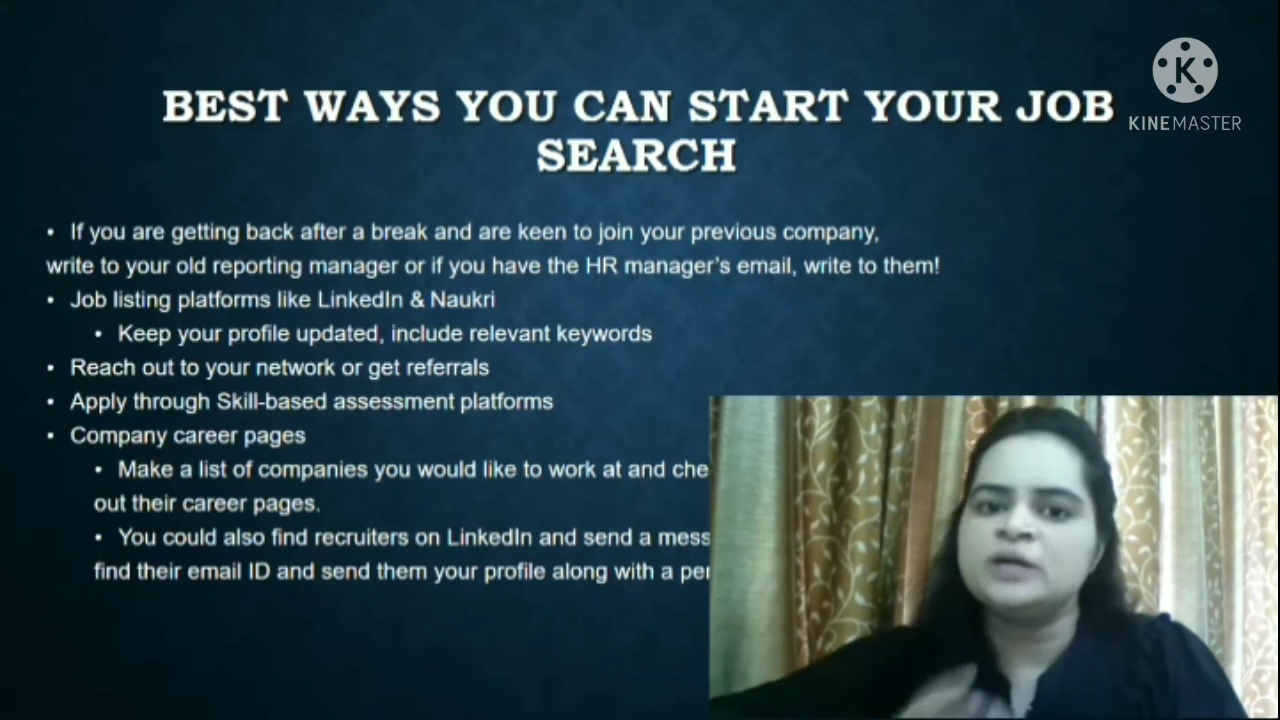 BEST WAYS YOU CAN START YOUR JOB
SEARCH
K
KINEMASTER
• If you are getting back after a break and are keen to join your previous company,
write to your old reporting manager or if you have the HR manager's email, write to them!
• Job listing platforms like LinkedIn & Naukri
• Keep your profile updated, include relevant keywords
• Reach out to your network or get referrals
• Apply through Skill-based assessment platforms
• Company career pages
• Make a list of companies you would like to work at and che
out their career pages.
• You could also find recruiters on LinkedIn and send a mess
find their email ID and send them your profile along with a per